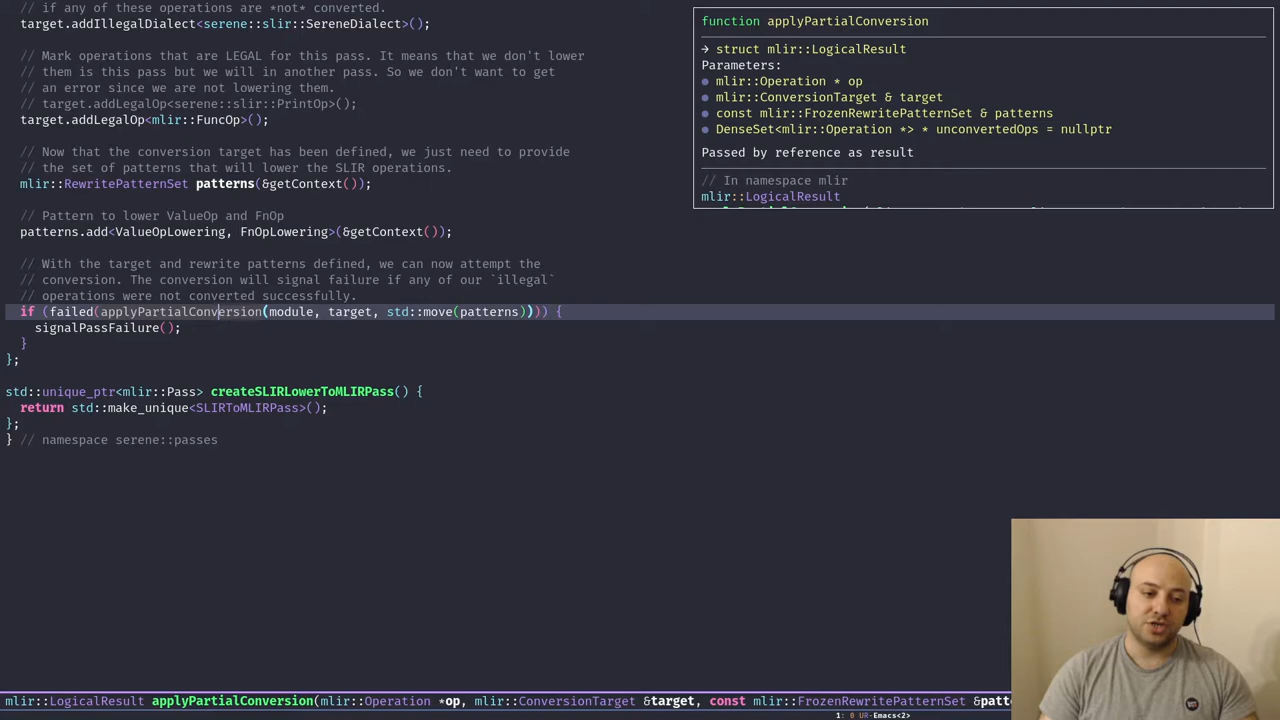 // if any of these operations are *not* converted.
target.addIllegalDialect<serene::slir::SereneDialect>();
// Mark operations that are LEGAL for this pass. It means that we don't lower
// them is this pass but we will in another pass. So we don't want to get
// an error since we are not lowering them.
// target.addLegalOp<serene::slir::PrintOp>();
target.addLegalOp<mlir::FuncOp>();
// Now that the conversion target has been defined, we just need to provide
// the set of patterns that will lower the SLIR operations.
mlir::RewritePatternSet patterns(&getContext());
// Pattern to lower ValueOp and FnOp
patterns.add<ValueOpLowering, FnOpLowering>(&getContext());
// With the target and rewrite patterns defined, we can now attempt the
// conversion. The conversion will signal failure if any of our `illegal`
// operations were not converted successfully.
if (failed(applyPartialConversion(module, target, std::move(patterns)))) {
signalPassFailure();
}
};
std::unique_ptr<mlir::Pass> createSLIRLowerToMLIRPass() {
return std::make_unique<SLIRToMLIRPass>();
};
} // namespace serene::passes
function applyPartialConversion
→ struct mlir::LogicalResult
Parameters:
● mlir::Operation * op
● mlir::ConversionTarget & target
● const mlir::FrozenRewritePatternSet & patterns
● DenseSet<mlir::Operation *> * unconvertedOps = nullptr
Passed by reference as result
// In namespace mlir
mlir::LogicalResult
mlir::LogicalResult applyPartialConversion(mlir::Operation *op, mlir::ConversionTarget &target, const mlir::FrozenRewritePatternSet &patt
1: 0 UR-Emacs<2>